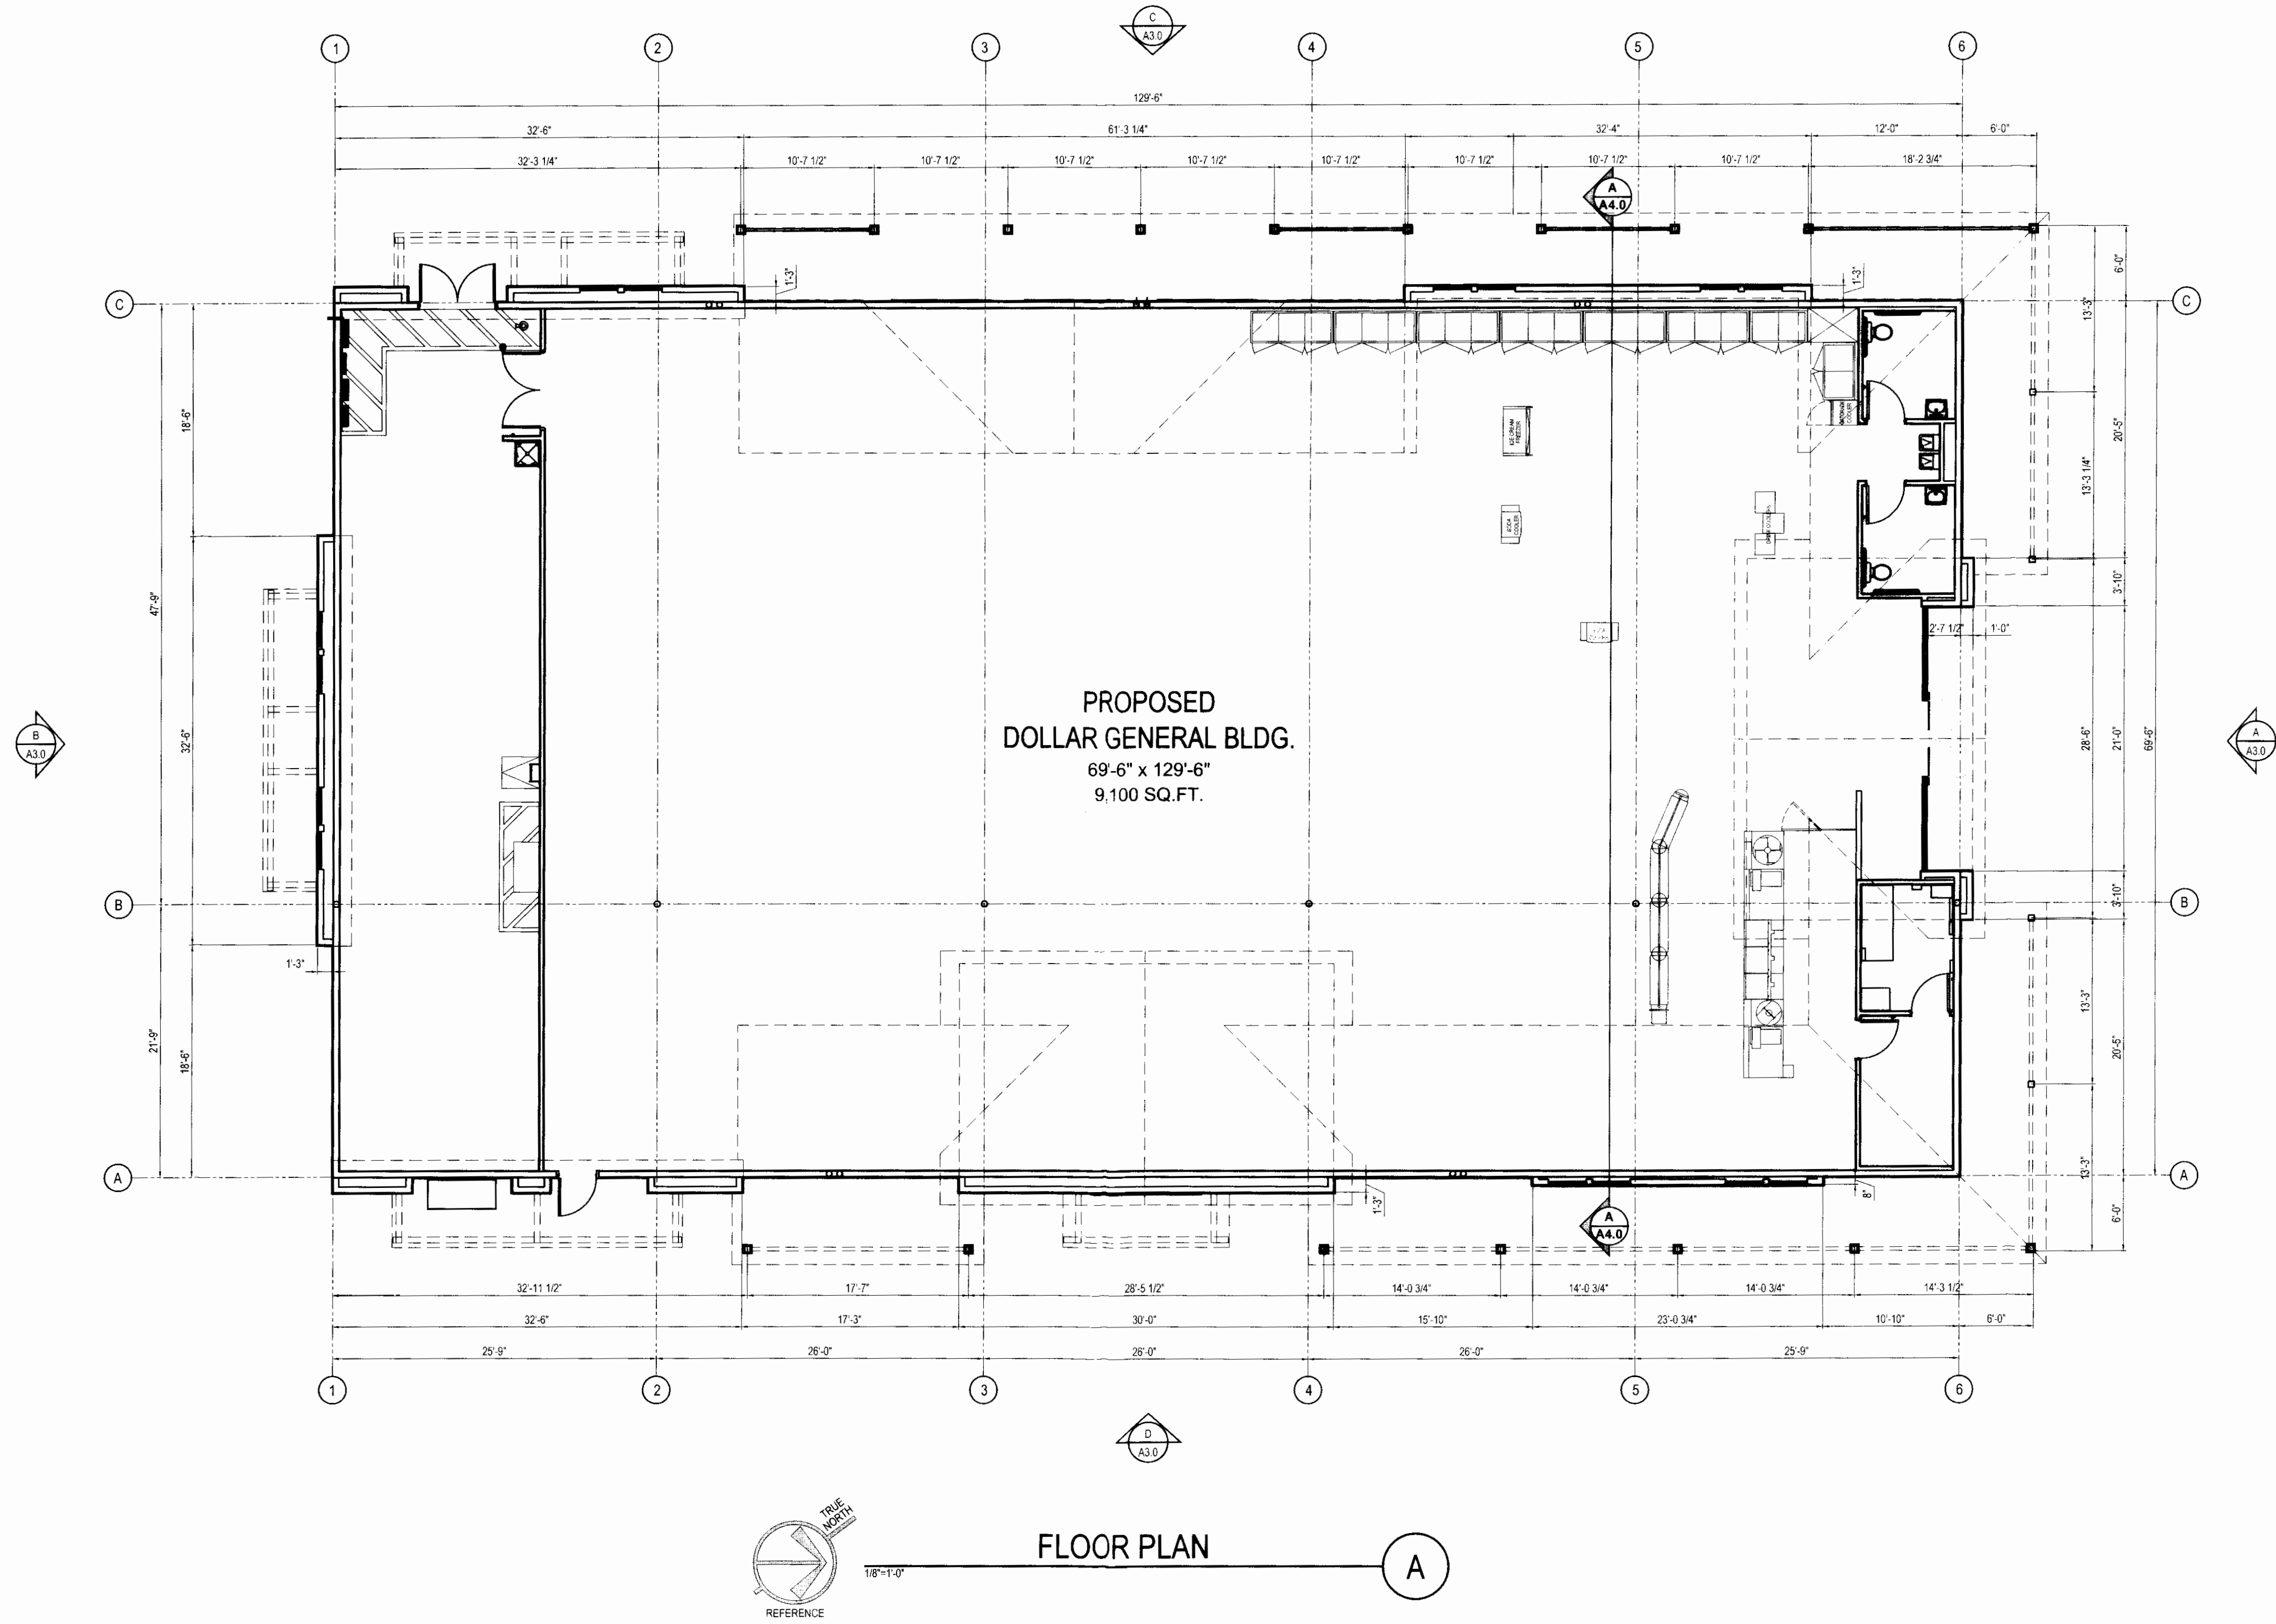 C
A3.0
1
2
3
4
5
6
129'-6"
32'-6"
61'-3 1/4"
32'-4"
12'-0"
6'-0"
32'-3 1/4"
10'-7 1/2"
10'-7 1/2"
10'-7 1/2"
10'-7 1/2"
10'-7 1/2"
10'-7 1/2"
10'-7 1/2"
10'-7 1/2"
18'-2 3/4"
A
A4.0
1'-3"
1'-3"
C
C
6'-0"
13'-3"
18'-6"
20'-5"
ICE CREAM
FREEZER
COOLER
13'-3 1/4"
SODA
COOLER
3'-10"
47'-9"
2'-7 1/2"
1'-0"
PROPOSED
DOLLAR GENERAL BLDG.
69'-6" x 129'-6"
9,100 SQ.FT.
B
A3.0
32'-6"
28'-6"
21'-0"
69'-6"
A
A3.0
B
B
3'-10"
1'-3"
13'-3"
21'-9"
18'-6"
20'-5"
13'-3"
A
A
1'-3"
8"
6'-0"
A
A4.0
32'-11 1/2"
17'-7"
28'-5 1/2"
14'-0 3/4"
14'-0 3/4"
14'-0 3/4"
14'-3 1/2"
32'-6"
17'-3"
30'-0"
15'-10"
23'-0 3/4"
10'-10"
6'-0"
25'-9"
26'-0"
26'-0"
26'-0"
25'-9"
1
2
3
4
5
6
D
A3.0
TRUE
NORTH
REFERENCE
FLOOR PLAN
1/8"=1'-0"
A